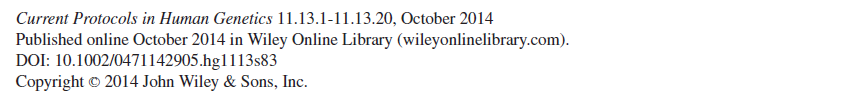 Current Protocols in Human Genetics 11.13.1-11.13.20, October 2014
Published online October 2014 in Wiley Online Library (wileyonlinelibrary.com).
DOI: 10.1002/0471142905.hg1113s83
Copyright © 2014 John Wiley & Sons, Inc.